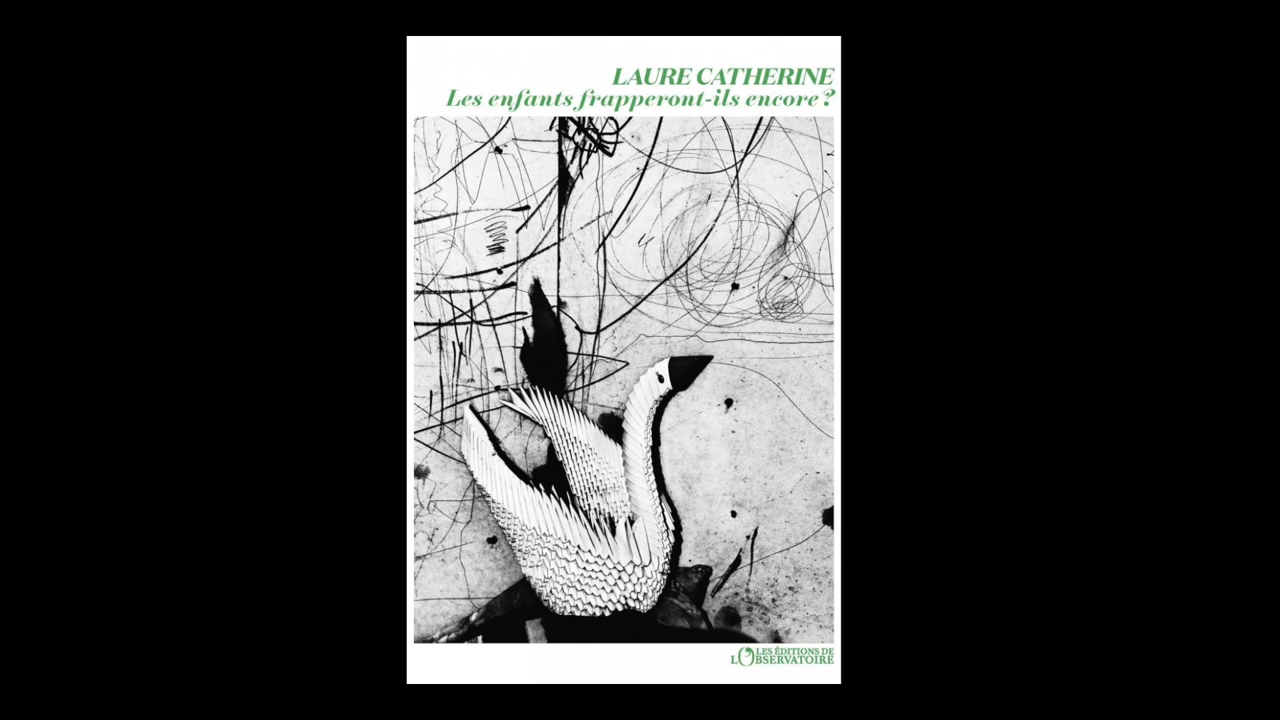 LAURE CATHERINE
Les enfants frapperont-ils encore ?
LES ÉDITIONS DE
L'OBSERVATOIRE